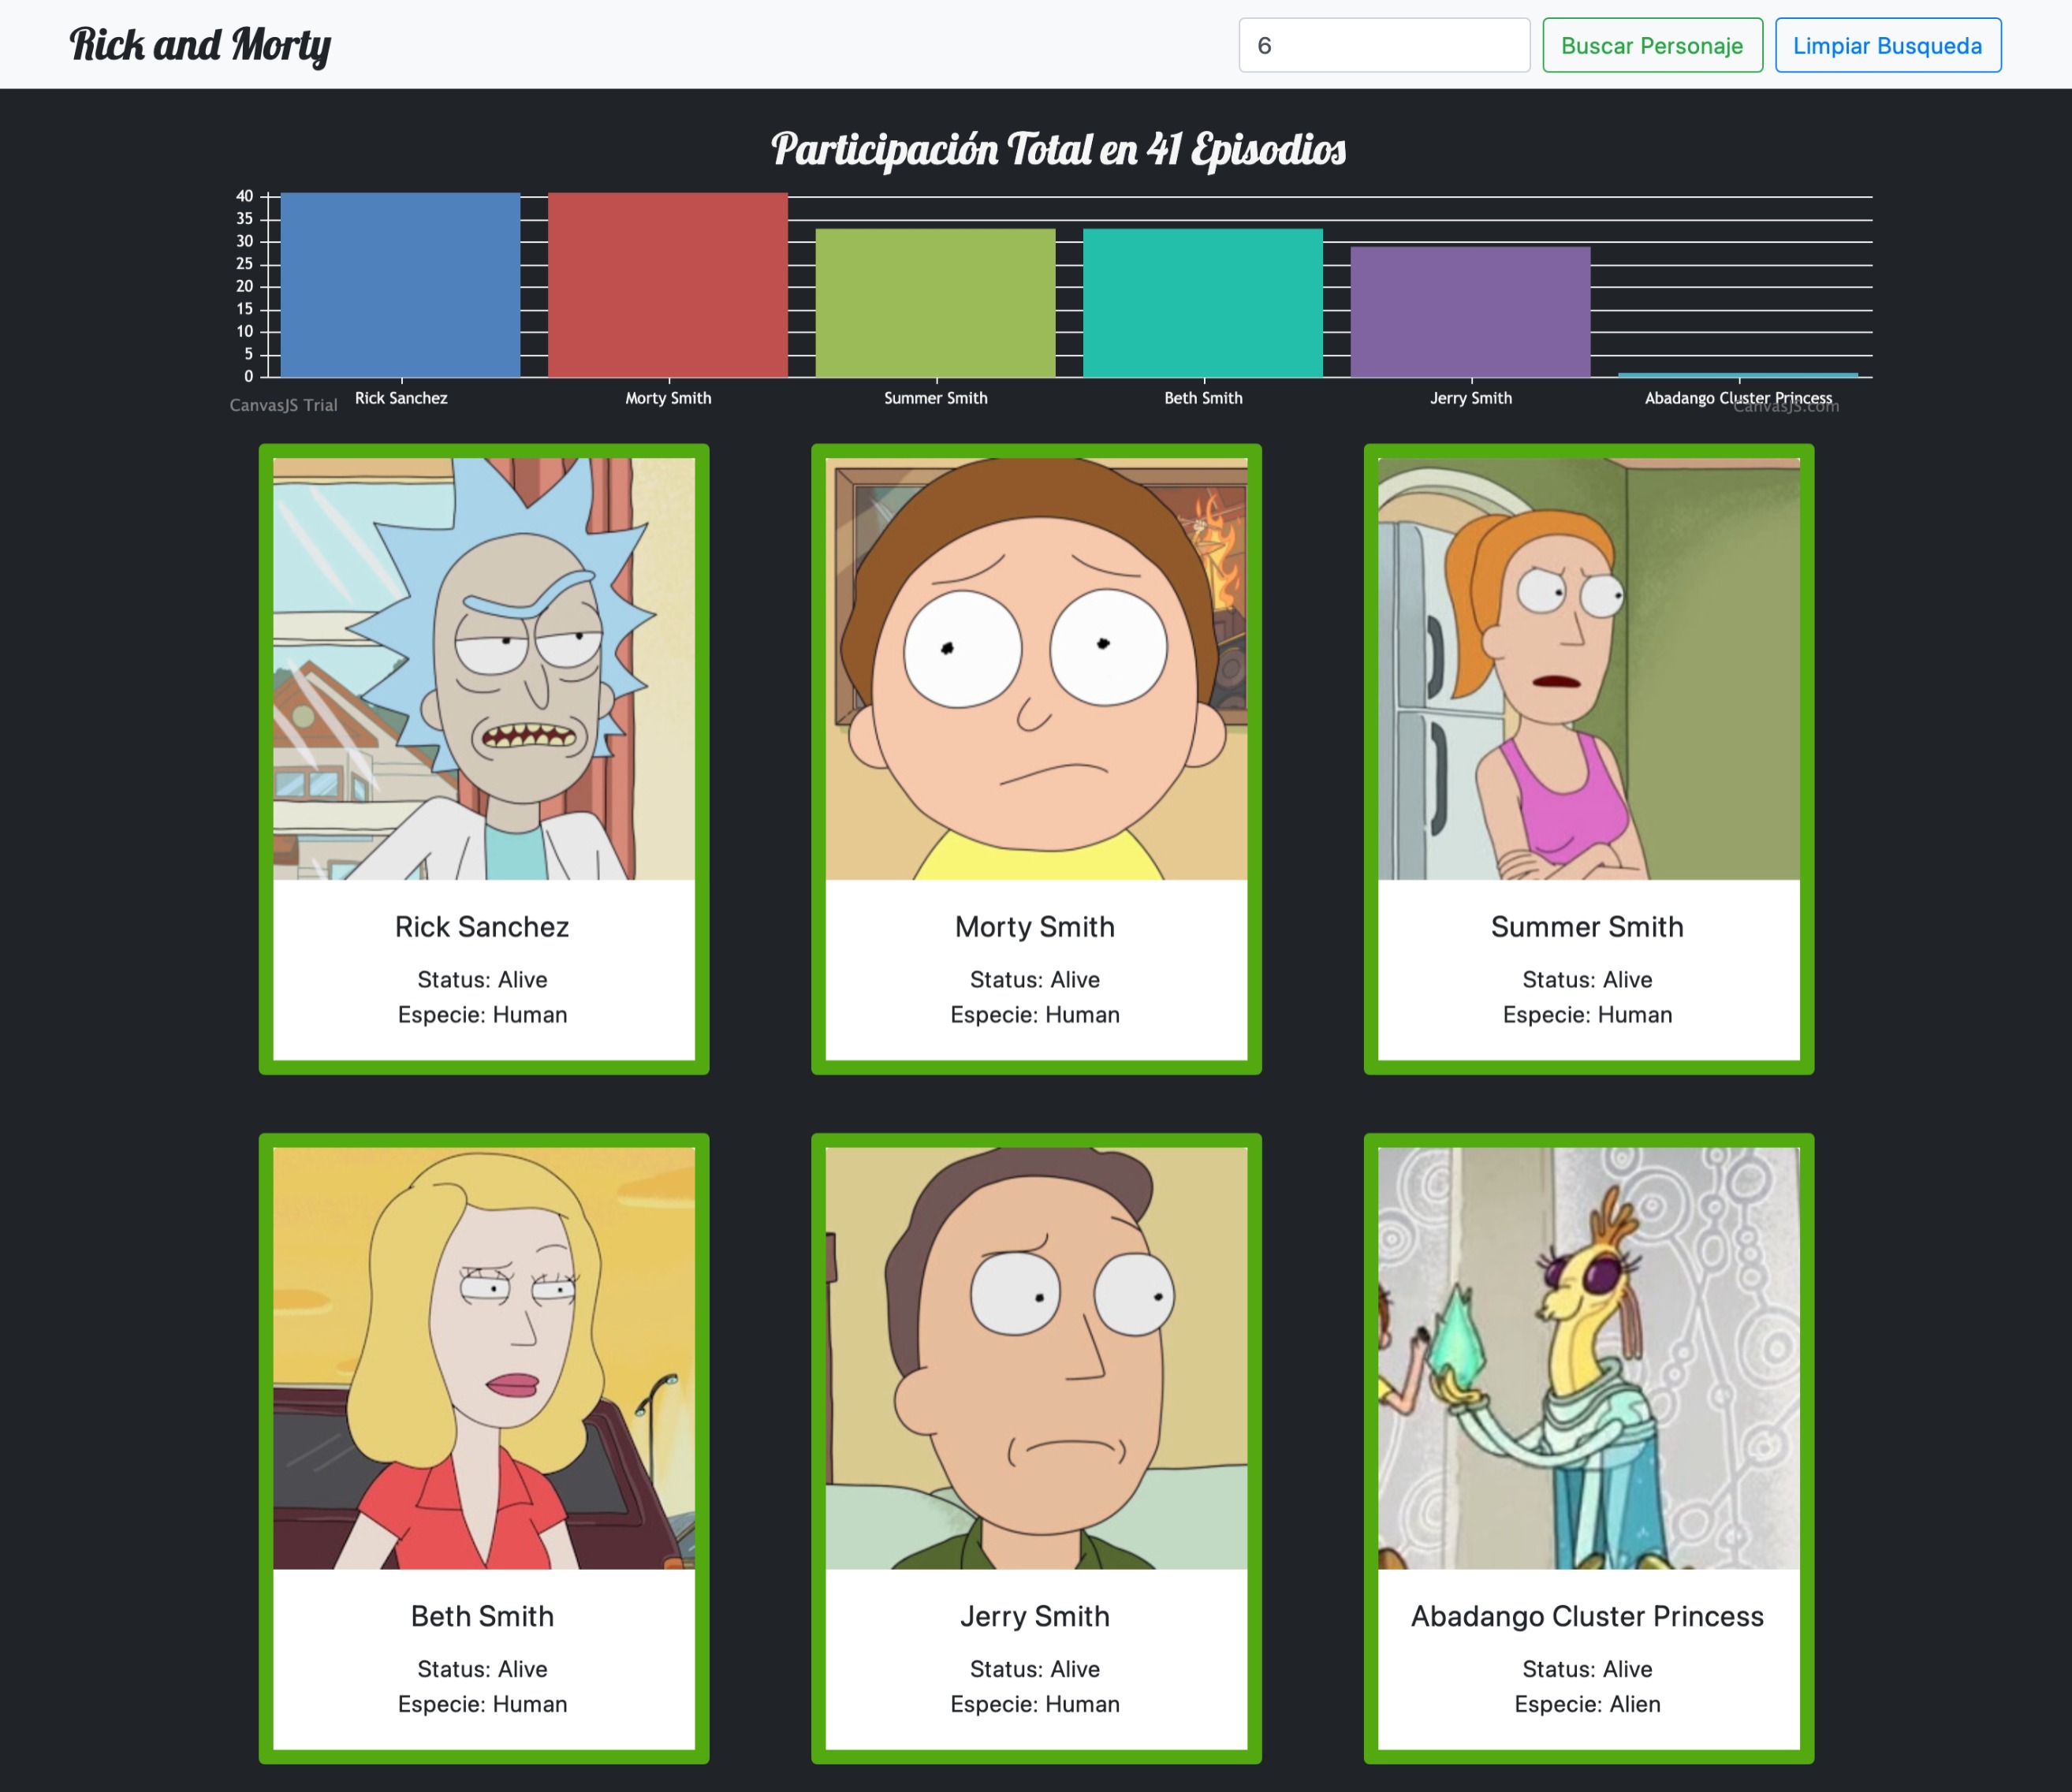 Rick and Morty
6
Buscar Personaje
Limpiar Busqueda
Participación Total en 41 Episodios
40
35
30
25
20
15
10
5
0
Rick Sanchez
Morty Smith
Summer Smith
Beth Smith
Jerry Smith
Abadango Cluster Princess
CanvasJS Trial
CanvasJS.com
Rick Sanchez
Status: Alive
Especie: Human
Morty Smith
Status: Alive
Especie: Human
Summer Smith
Status: Alive
Especie: Human
Beth Smith
Status: Alive
Especie: Human
Jerry Smith
Status: Alive
Especie: Human
Abadango Cluster Princess
Status: Alive
Especie: Alien